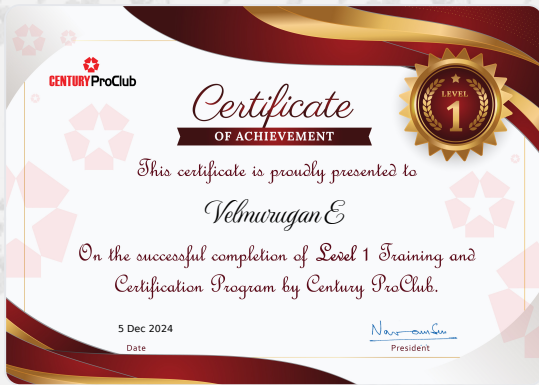 CENTURY ProClub
Certificate
OF ACHIEVEMENT
LEVEL
1
This certificate is proudly presented to
Velmurugan E
On the successful completion of Level 1 Training and
Certification Program by Century ProClub.
5 Dec 2024
Date
President